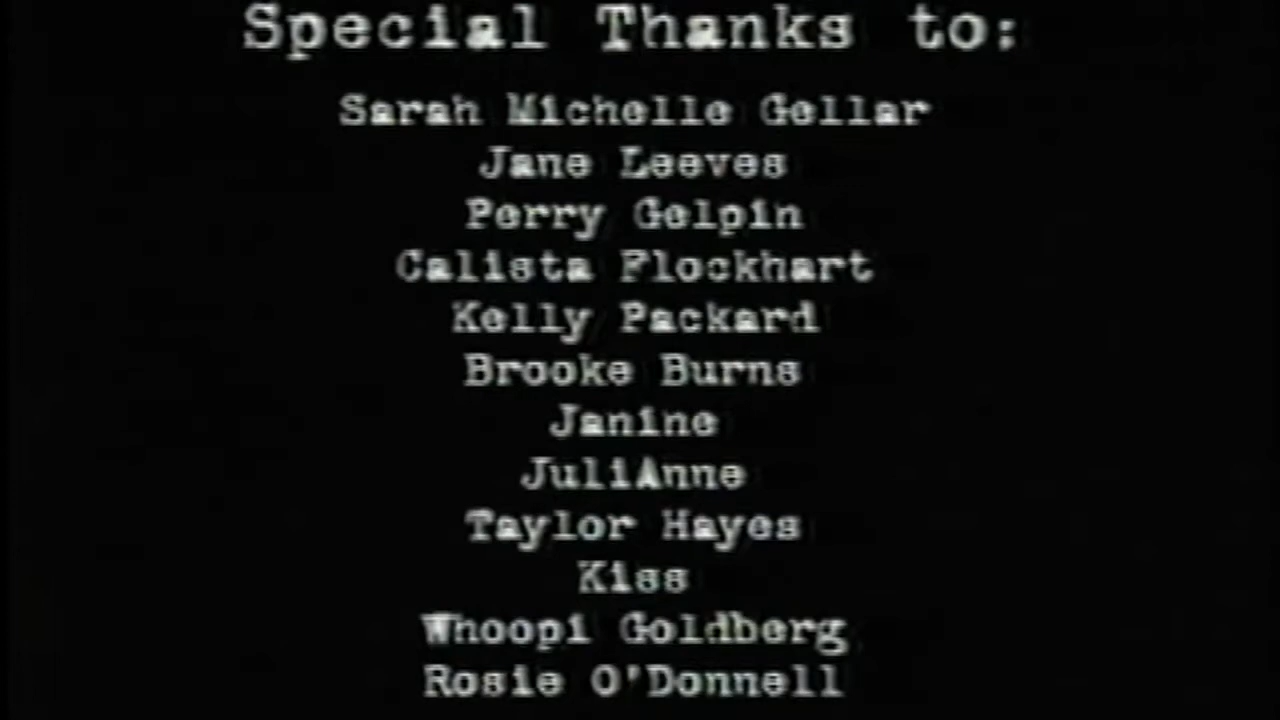 Special Thanks to:
Sarah Michelle Gellar
Jane Leeves
Perry Gelpin
Calista Flockhart
Kelly Packard
Brooke Burns
Janine
JuliAnne
Taylor Hayes
Kiss
Whoopi Goldberg
Rosie O'Donnell